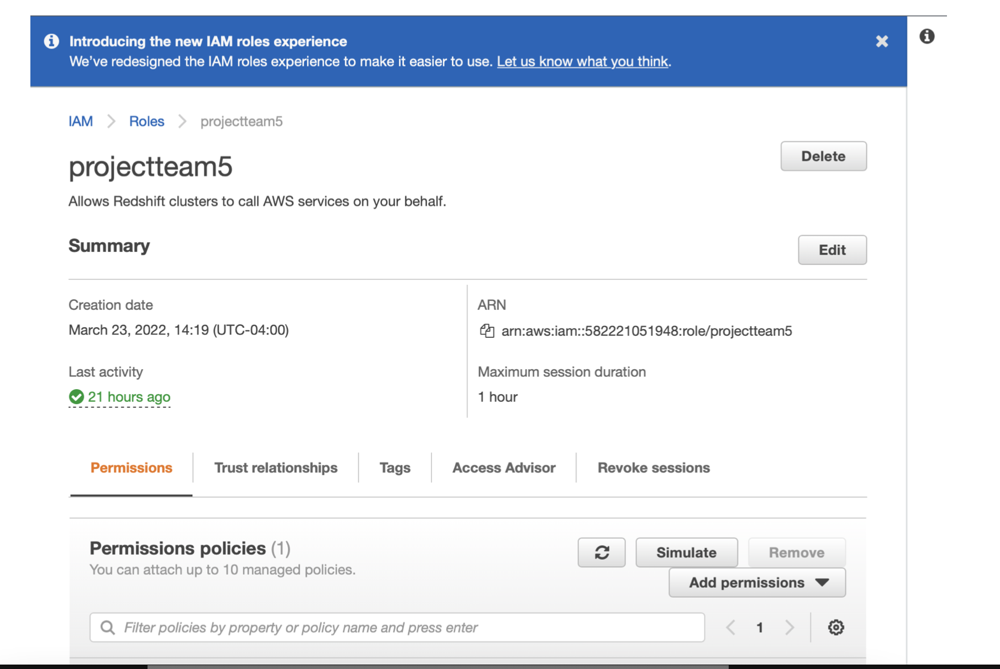 Introducing the new IAM roles experience
We've redesigned the IAM roles experience to make it easier to use. Let us know what you think.
IAM > Roles > projectteam5
projectteam5
Delete
Allows Redshift clusters to call AWS services on your behalf.
Summary
Edit
Creation date
March 23, 2022, 14:19 (UTC-04:00)
ARN
arn:aws:iam::582221051948:role/projectteam5
Last activity
21 hours ago
Maximum session duration
1 hour
Permissions
Trust relationships
Tags
Access Advisor
Revoke sessions
Permissions policies (1)
You can attach up to 10 managed policies.
Simulate
Remove
Add permissions
Filter policies by property or policy name and press enter
1